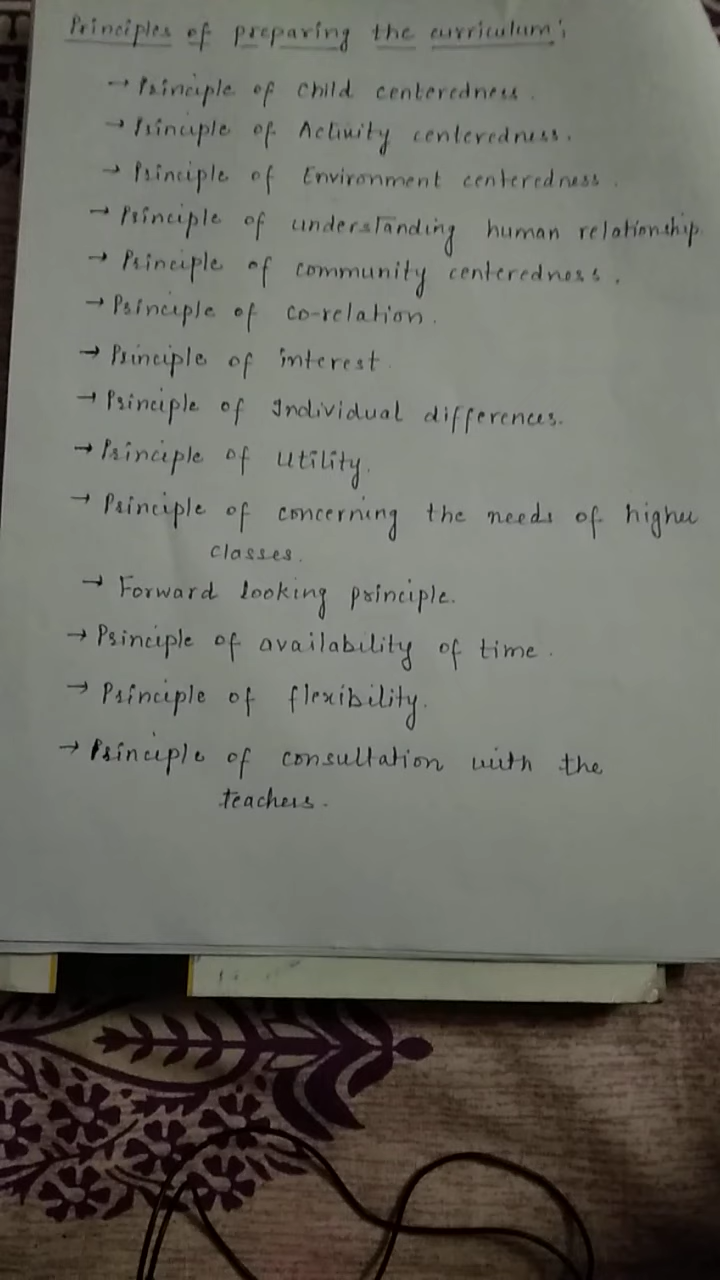 Principles of preparing the curriculum:
→ Principle of child centeredness.
→ Principle of Activity centeredness.
→ Principle of Environment centeredness.
→ Principle of understanding human relationship.
→ Principle of community centeredness.
→ Principle of co-relation.
→ Principle of interest.
→ Principle of Individual differences.
→ Principle of Utility.
→ Principle of concerning the needs of higher
classes.
→ Forward looking principle.
→ Principle of availability of time.
→ Principle of flexibility.
→ Principle of consultation with the
teachers.